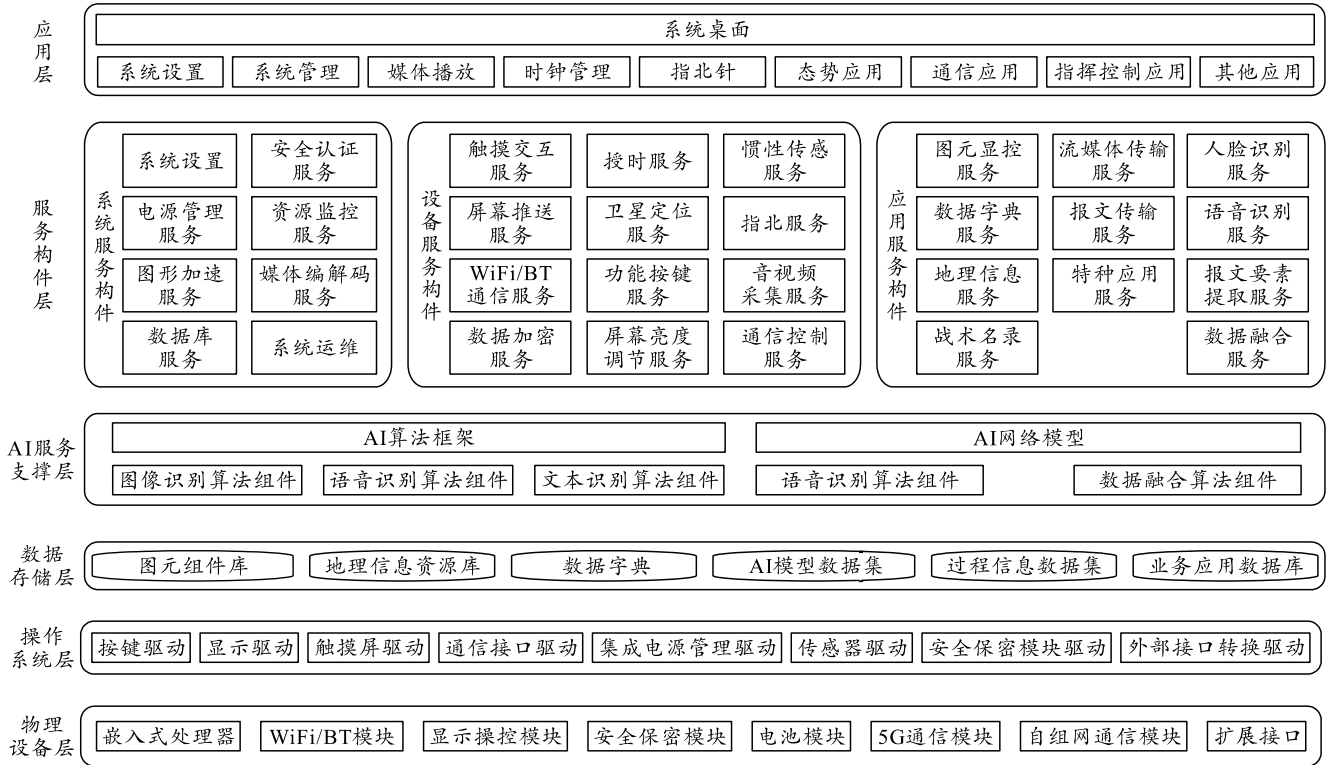 应用层
系统桌面
系统设置 系统管理 媒体播放 时钟管理 指北针 态势应用 通信应用 指挥控制应用 其他应用
服务构件层
系统服务构件
系统设置
安全认证
服务
电源管理
服务
资源监控
服务
图形加速
服务
媒体编解码
服务
数据库
服务
系统运维
设备服务构件
触摸交互
服务
授时服务
惯性传感
服务
屏幕推送
服务
卫星定位
服务
指北服务
WiFi/BT
通信服务
功能按键
服务
音视频
采集服务
数据加密
服务
屏幕亮度
调节服务
通信控制
服务
应用服务构件
图元显控
服务
流媒体传输
服务
人脸识别
服务
数据字典
服务
报文传输
服务
语音识别
服务
地理信息
服务
特种应用
服务
报文要素
提取服务
战术名录
服务
数据融合
服务
AI服务
支撑层
AI算法框架 AI网络模型
图像识别算法组件 语音识别算法组件 文本识别算法组件 语音识别算法组件 数据融合算法组件
数据
存储层
图元组件库 地理信息资源库 数据字典 AI模型数据集 过程信息数据集 业务应用数据库
操作
系统层
按键驱动 显示驱动 触摸屏驱动 通信接口驱动 集成电源管理驱动 传感器驱动 安全保密模块驱动 外部接口转换驱动
物理
设备层
嵌入式处理器 WiFi/BT模块 显示操控模块 安全保密模块 电池模块 5G通信模块 自组网通信模块 扩展接口